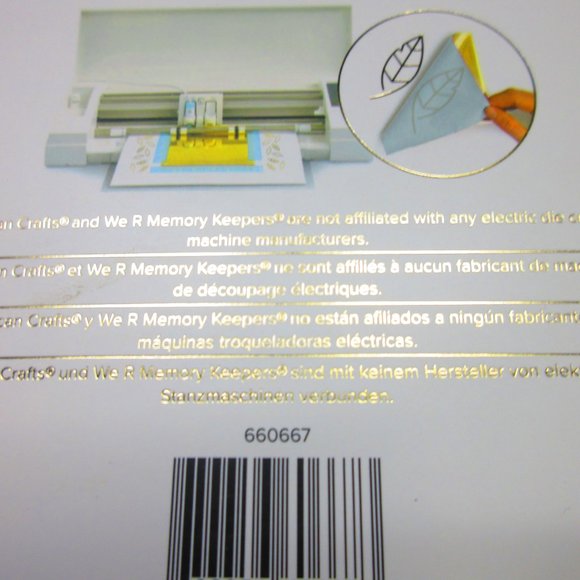 an Crafts® and We R Memory Keepers® are not affiliated with any electric die c
machine manufacturers.
n Crafts® et We R Memory Keepers® ne sont affiliés à aucun fabricant de ma
de découpage électriques.
can Crafts® y We R Memory Keepers® no están afiliados a ningún fabricant
máquinas troqueladoras eléctricas.
Crafts® und We R Memory Keepers® sind mit keinem Hersteller von elek
Stanzmaschinen verbunden.
660667